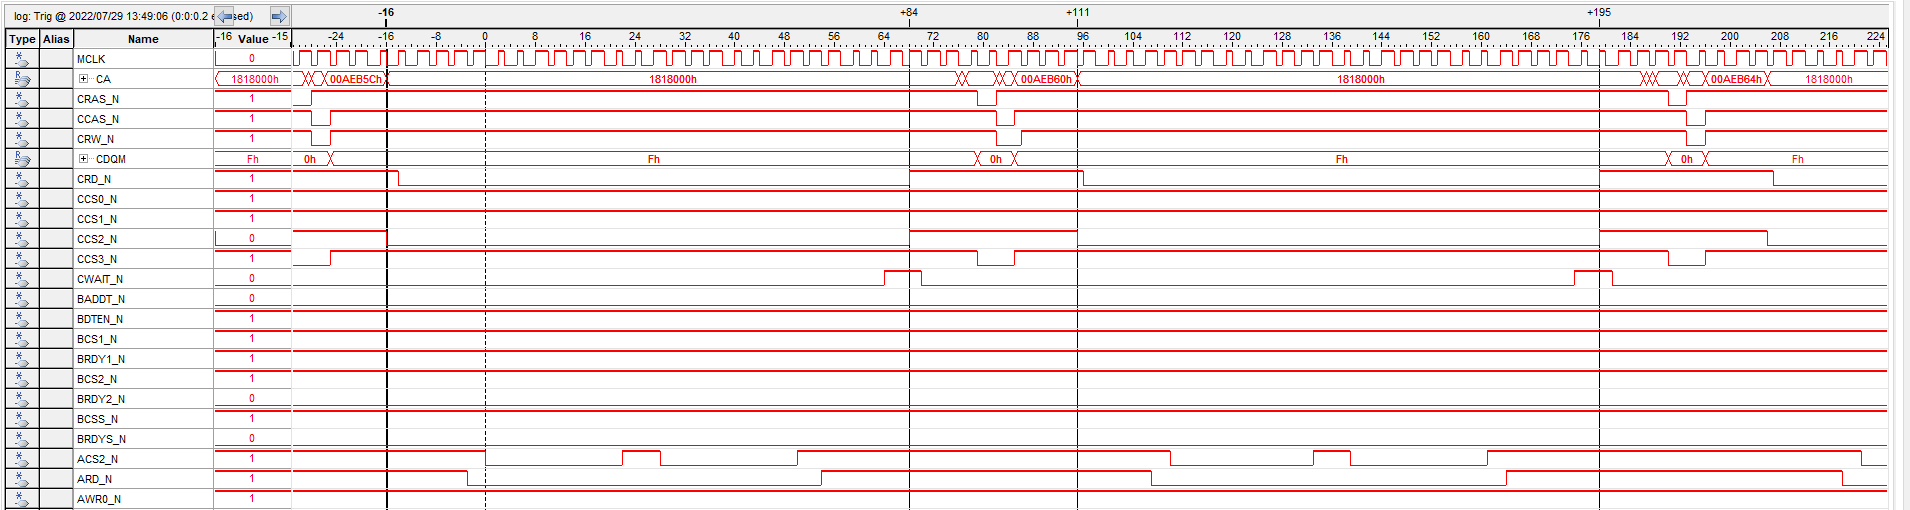 log: Trig @ 2022/07/29 13:49:06 (0:0:0.2 e sed)
-16 +84 +111 +195
Type Alias Name -16 Value -15 -24 -16 -8 0 8 16 24 32 40 48 56 64 72 80 88 96 104 112 120 128 136 144 152 160 168 176 184 192 200 208 216 224
MCLK 0
CA 1818000h 00AEB5Ch 1818000h 00AEB60h 1818000h 00AEB64h 1818000h
CRAS_N 1
CCAS_N 1
CRW_N 1
CDQM Fh 0h Fh 0h Fh 0h Fh
CRD_N 1
CCS0_N 1
CCS1_N 1
CCS2_N 0
CCS3_N 1
CWAIT_N 0
BADDT_N 0
BDTEN_N 1
BCS1_N 1
BRDY1_N 1
BCS2_N 1
BRDY2_N 0
BCSS_N 1
BRDYS_N 0
ACS2_N 1
ARD_N 1
AWR0_N 1